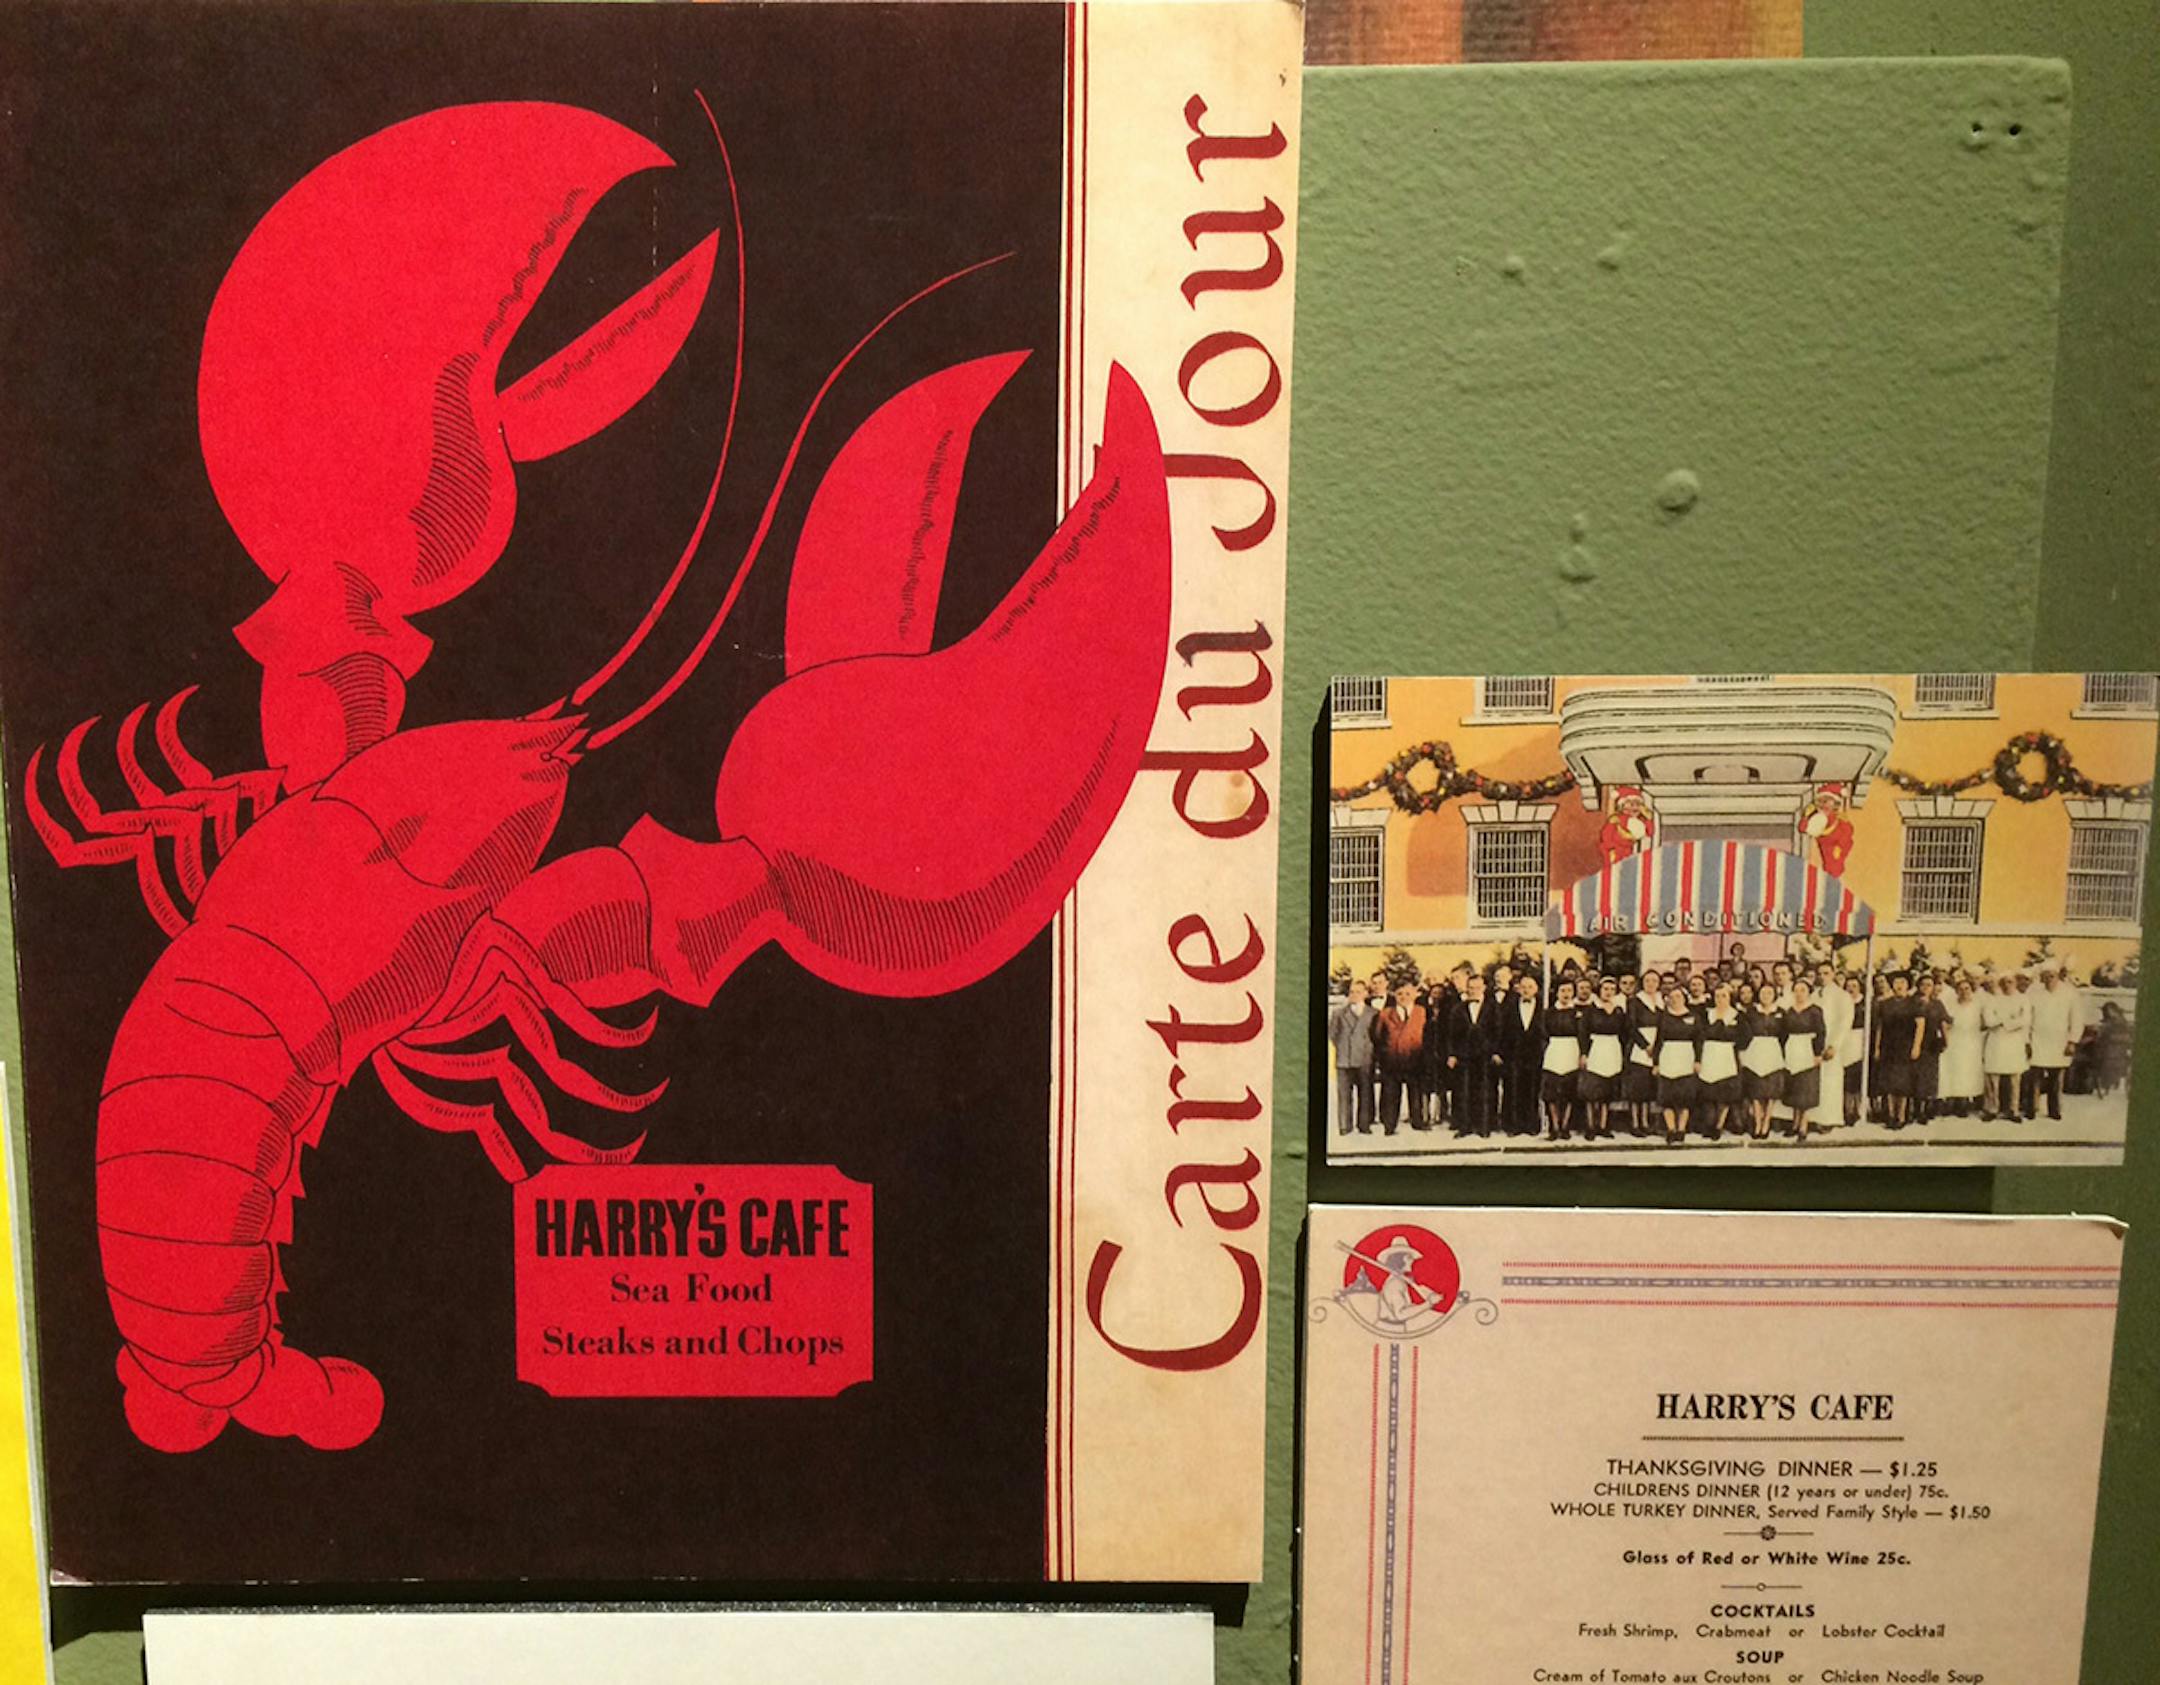 Carte du Jour
HARRY'S CAFE
Sea Food
Steaks and Chops
AIR CONDITIONED
HARRY'S CAFE
THANKSGIVING DINNER — $1.25
CHILDRENS DINNER (12 years or under) 75c.
WHOLE TURKEY DINNER, Served Family Style — $1.50
Glass of Red or White Wine 25c.
COCKTAILS
Fresh Shrimp, Crabmeat or Lobster Cocktail
SOUP
Cream of Tomato aux Croutons or Chicken Noodle Soup